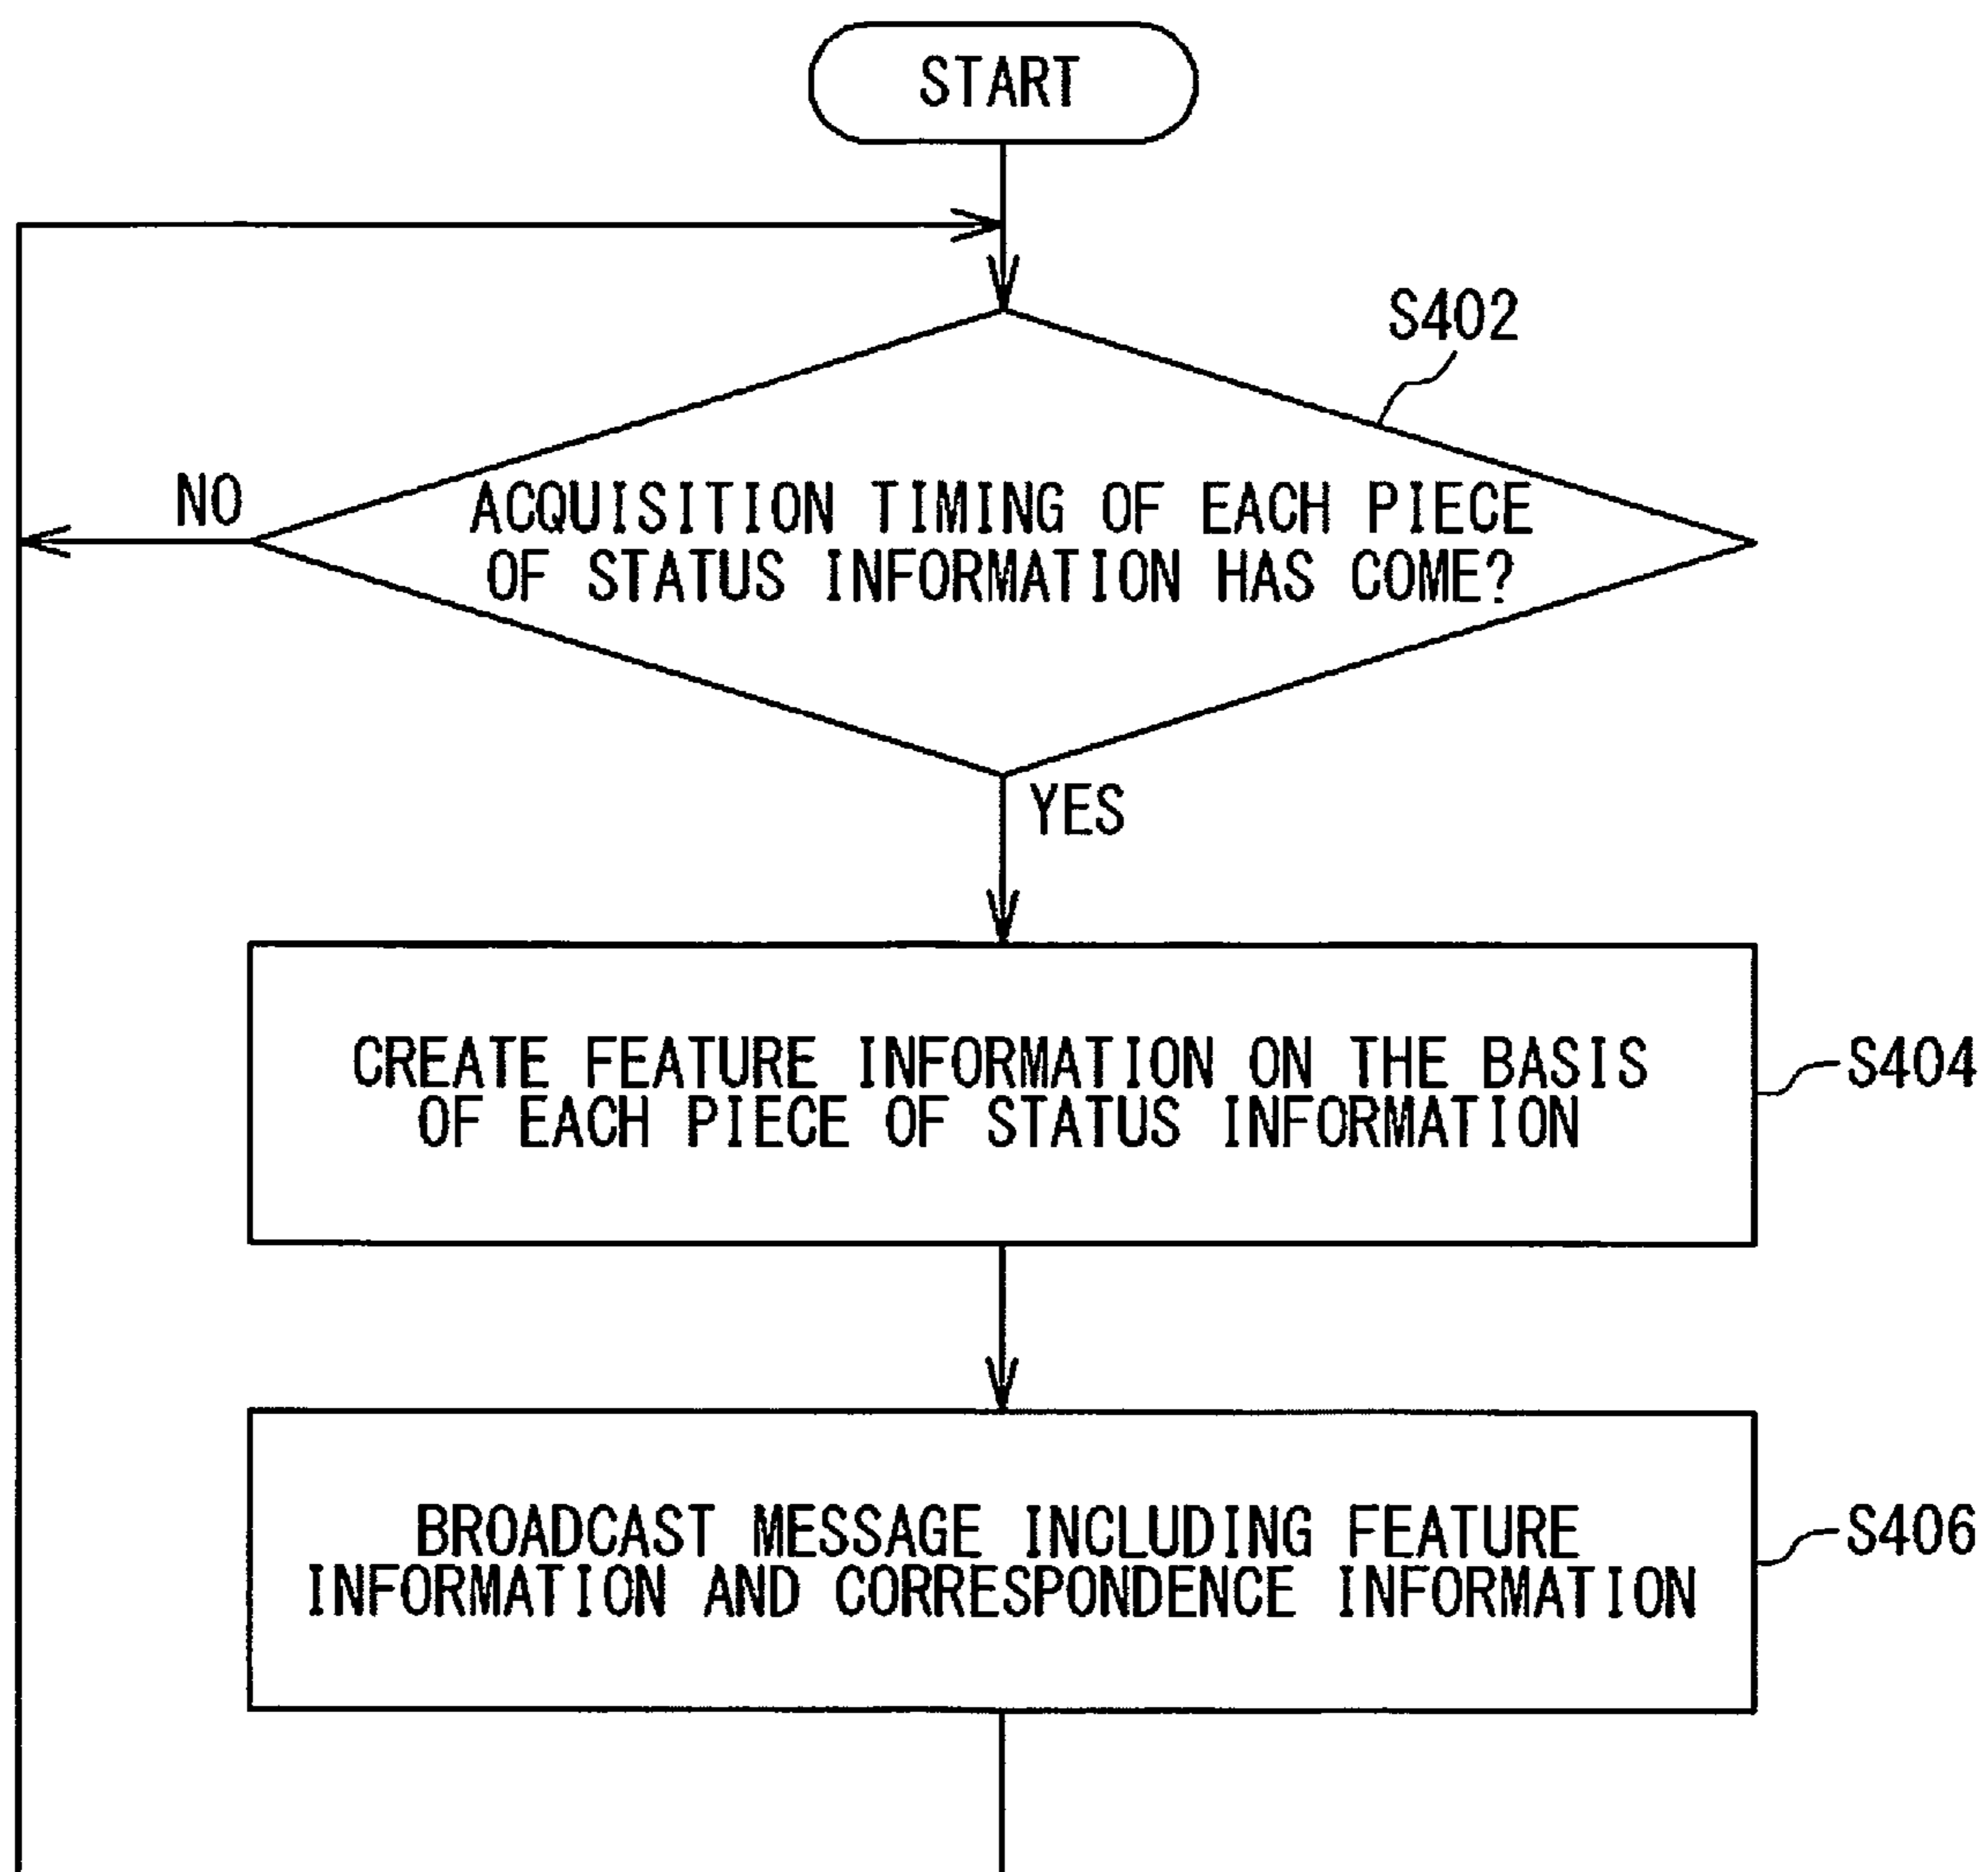 START
S402
NO
ACQUISITION TIMING OF EACH PIECE
OF STATUS INFORMATION HAS COME?
YES
CREATE FEATURE INFORMATION ON THE BASIS
OF EACH PIECE OF STATUS INFORMATION
S404
BROADCAST MESSAGE INCLUDING FEATURE
INFORMATION AND CORRESPONDENCE INFORMATION
S406